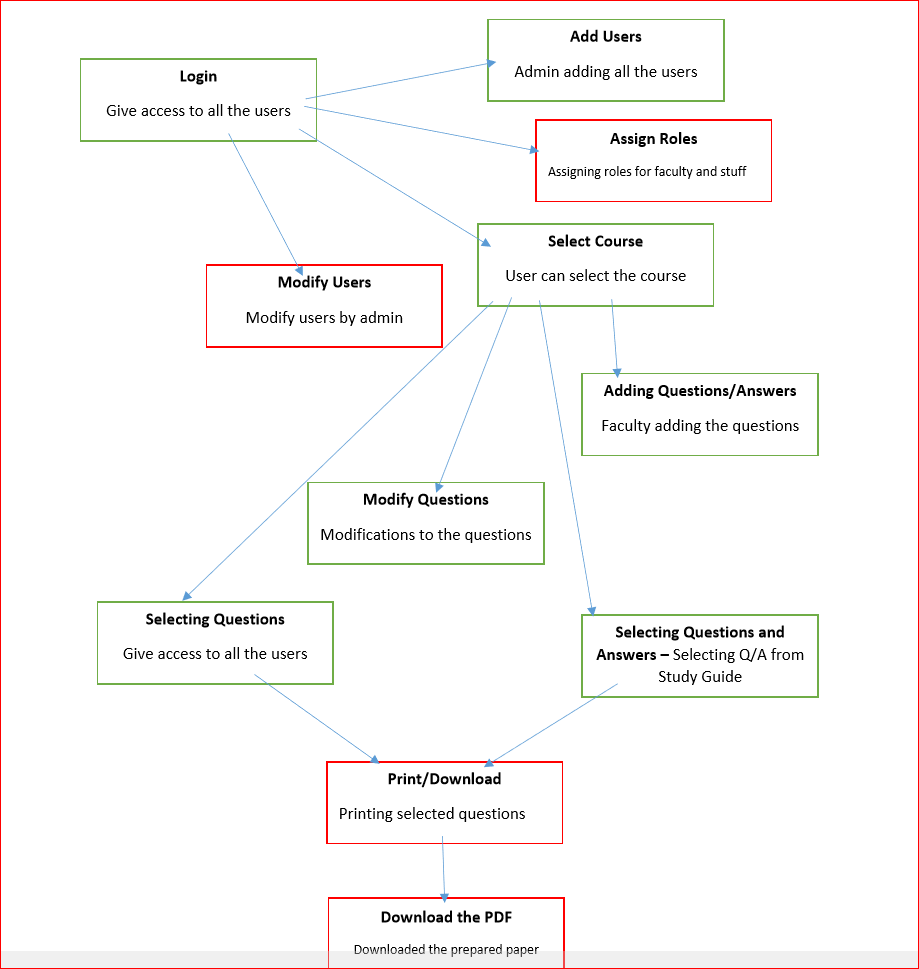 Add Users
Admin adding all the users
Login
Give access to all the users
Assign Roles
Assigning roles for faculty and stuff
Select Course
User can select the course
Modify Users
Modify users by admin
Adding Questions/Answers
Faculty adding the questions
Modify Questions
Modifications to the questions
Selecting Questions
Give access to all the users
Selecting Questions and
Answers – Selecting Q/A from
Study Guide
Print/Download
Printing selected questions
Download the PDF
Downloaded the prepared paper